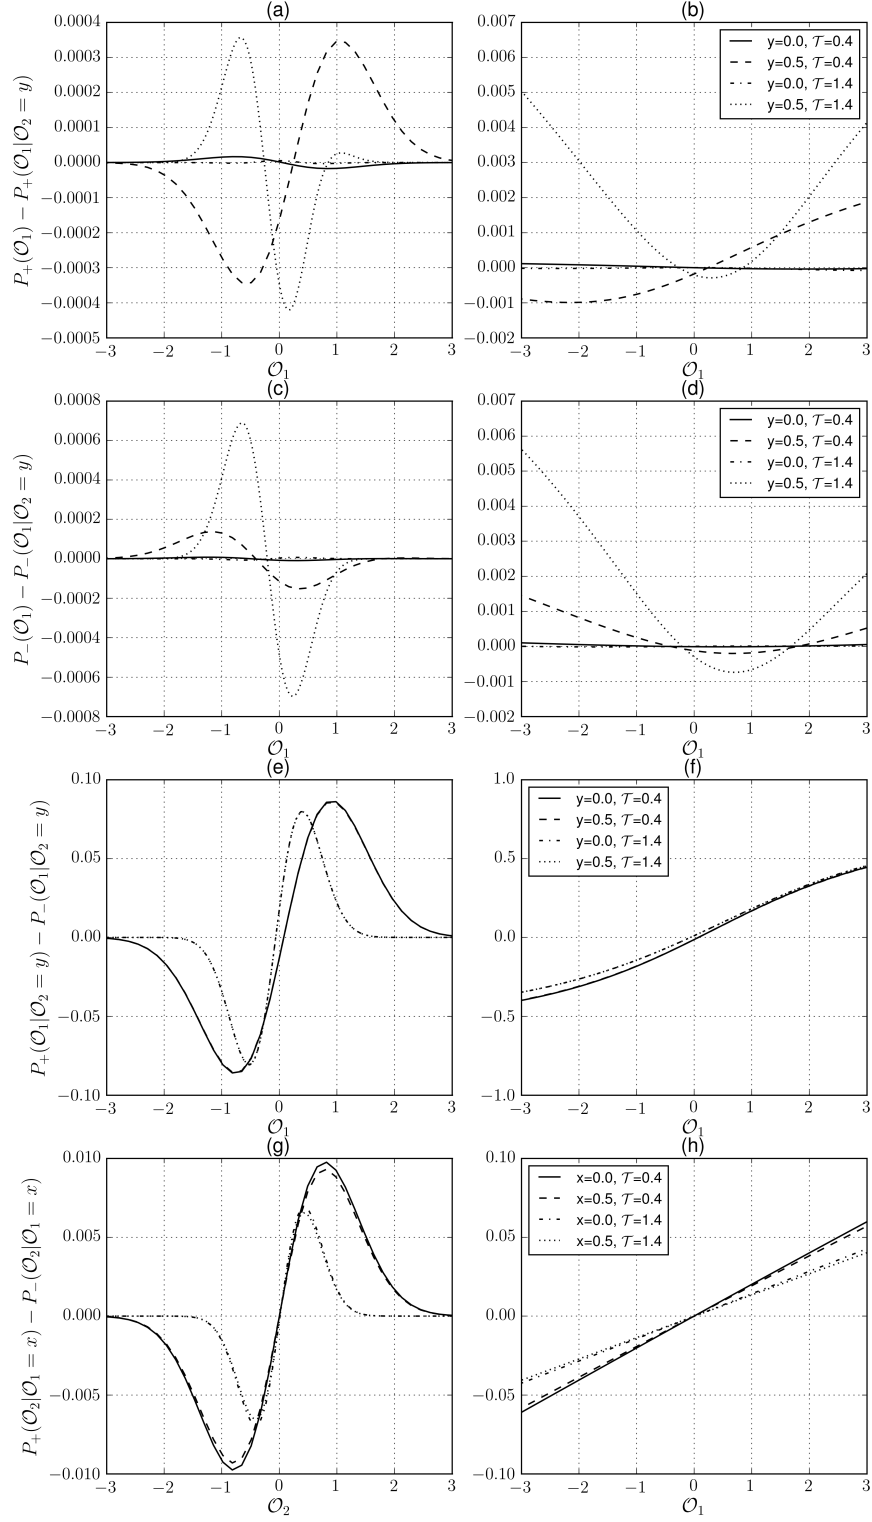 (a)
P₊(𝒪₁) − P₊(𝒪₁|𝒪₂ = y)
0.0004
0.0003
0.0002
0.0001
0.0000
−0.0001
−0.0002
−0.0003
−0.0004
−0.0005
−3 −2 −1 0 1 2 3
𝒪₁
(b)
0.007
0.006
0.005
0.004
0.003
0.002
0.001
0.000
−0.001
−0.002
y=0.0, 𝒯=0.4
y=0.5, 𝒯=0.4
y=0.0, 𝒯=1.4
y=0.5, 𝒯=1.4
−3 −2 −1 0 1 2 3
𝒪₁
(c)
P₋(𝒪₁) − P₋(𝒪₁|𝒪₂ = y)
0.0008
0.0006
0.0004
0.0002
0.0000
−0.0002
−0.0004
−0.0006
−0.0008
−3 −2 −1 0 1 2 3
𝒪₁
(d)
0.007
0.006
0.005
0.004
0.003
0.002
0.001
0.000
−0.001
−0.002
y=0.0, 𝒯=0.4
y=0.5, 𝒯=0.4
y=0.0, 𝒯=1.4
y=0.5, 𝒯=1.4
−3 −2 −1 0 1 2 3
𝒪₁
(e)
P₊(𝒪₁|𝒪₂ = y) − P₋(𝒪₁|𝒪₂ = y)
0.10
0.05
0.00
−0.05
−0.10
−3 −2 −1 0 1 2 3
𝒪₁
(f)
1.0
0.5
0.0
−0.5
−1.0
y=0.0, 𝒯=0.4
y=0.5, 𝒯=0.4
y=0.0, 𝒯=1.4
y=0.5, 𝒯=1.4
−3 −2 −1 0 1 2 3
𝒪₁
(g)
P₊(𝒪₂|𝒪₁ = x) − P₋(𝒪₂|𝒪₁ = x)
0.010
0.005
0.000
−0.005
−0.010
−3 −2 −1 0 1 2 3
𝒪₂
(h)
0.10
0.05
0.00
−0.05
−0.10
x=0.0, 𝒯=0.4
x=0.5, 𝒯=0.4
x=0.0, 𝒯=1.4
x=0.5, 𝒯=1.4
−3 −2 −1 0 1 2 3
𝒪₁